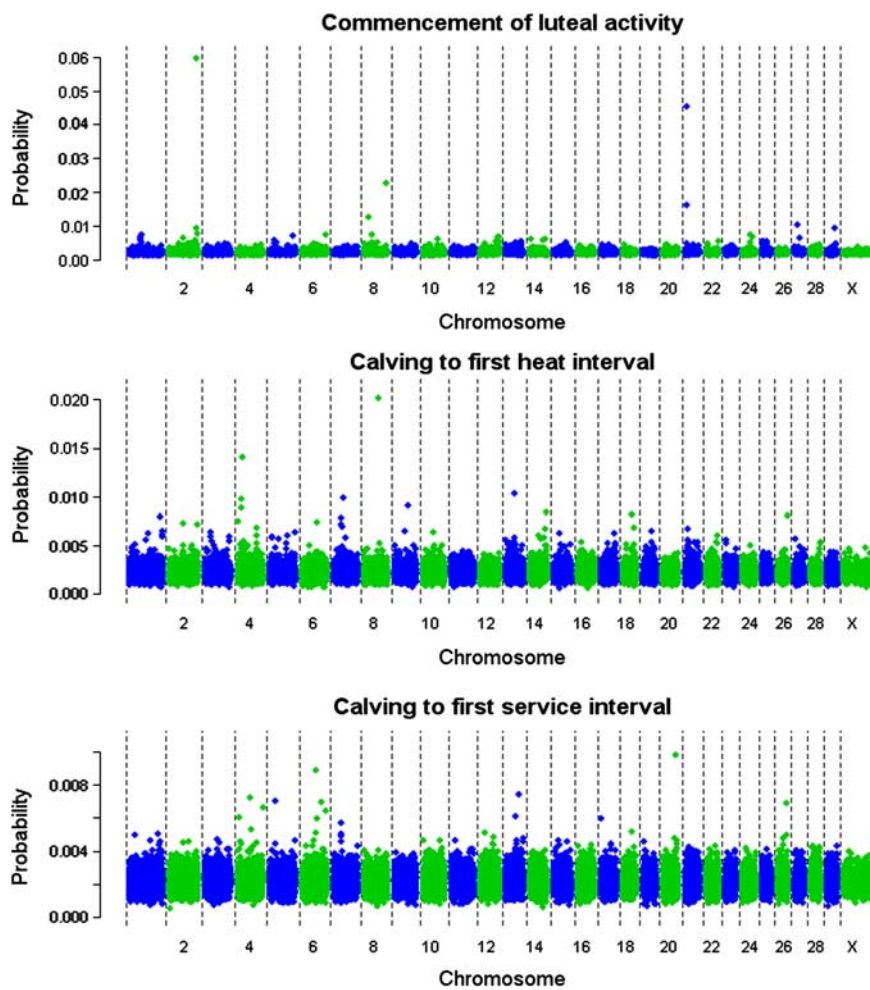 Commencement of luteal activity
Probability
0.06
0.05
0.04
0.03
0.02
0.01
0.00
2 4 6 8 10 12 14 16 18 20 22 24 26 28 X
Chromosome
Calving to first heat interval
Probability
0.020
0.015
0.010
0.005
0.000
2 4 6 8 10 12 14 16 18 20 22 24 26 28 X
Chromosome
Calving to first service interval
Probability
0.008
0.004
0.000
2 4 6 8 10 12 14 16 18 20 22 24 26 28 X
Chromosome